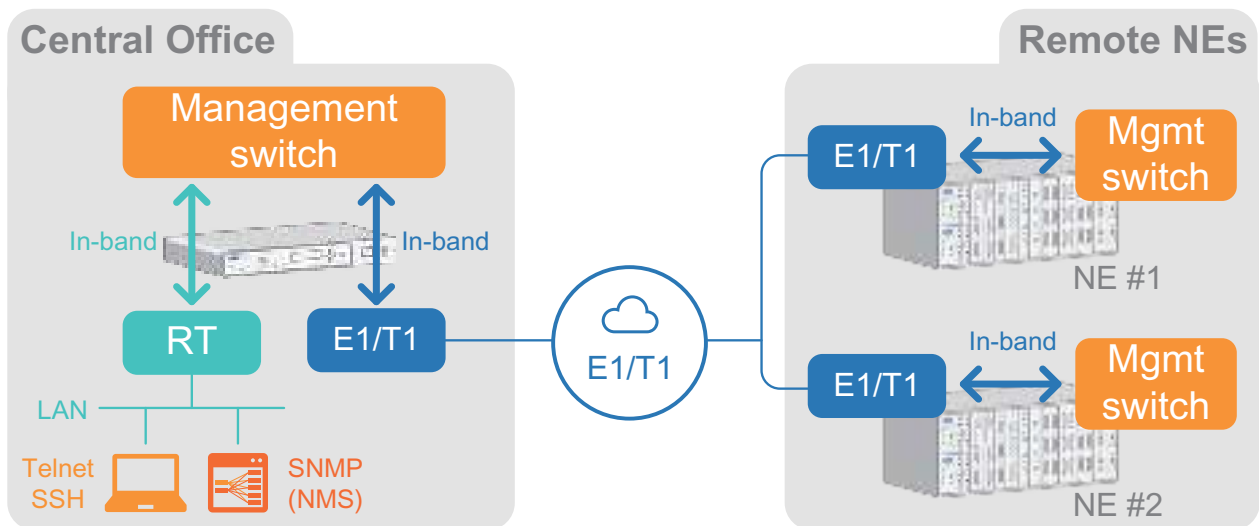 Central Office
Management
switch
In-band
In-band
RT
E1/T1
LAN
Telnet
SSH
SNMP
(NMS)
E1/T1
Remote NEs
E1/T1
In-band
Mgmt
switch
NE #1
E1/T1
In-band
Mgmt
switch
NE #2